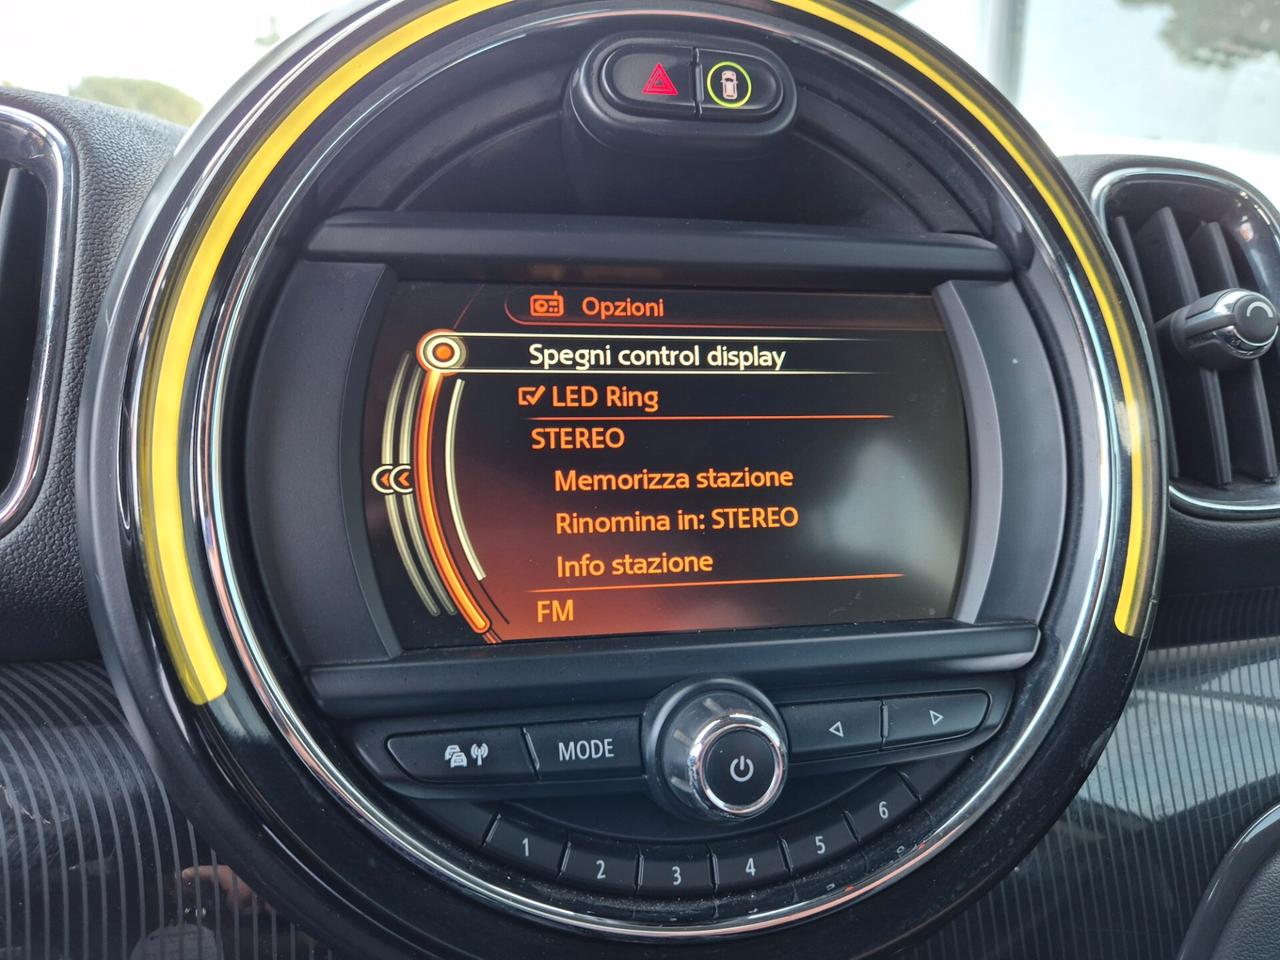 Opzioni
Spegni control display
LED Ring
STEREO
Memorizza stazione
Rinomina in: STEREO
Info stazione
FM
MODE
1 2 3 4 5 6